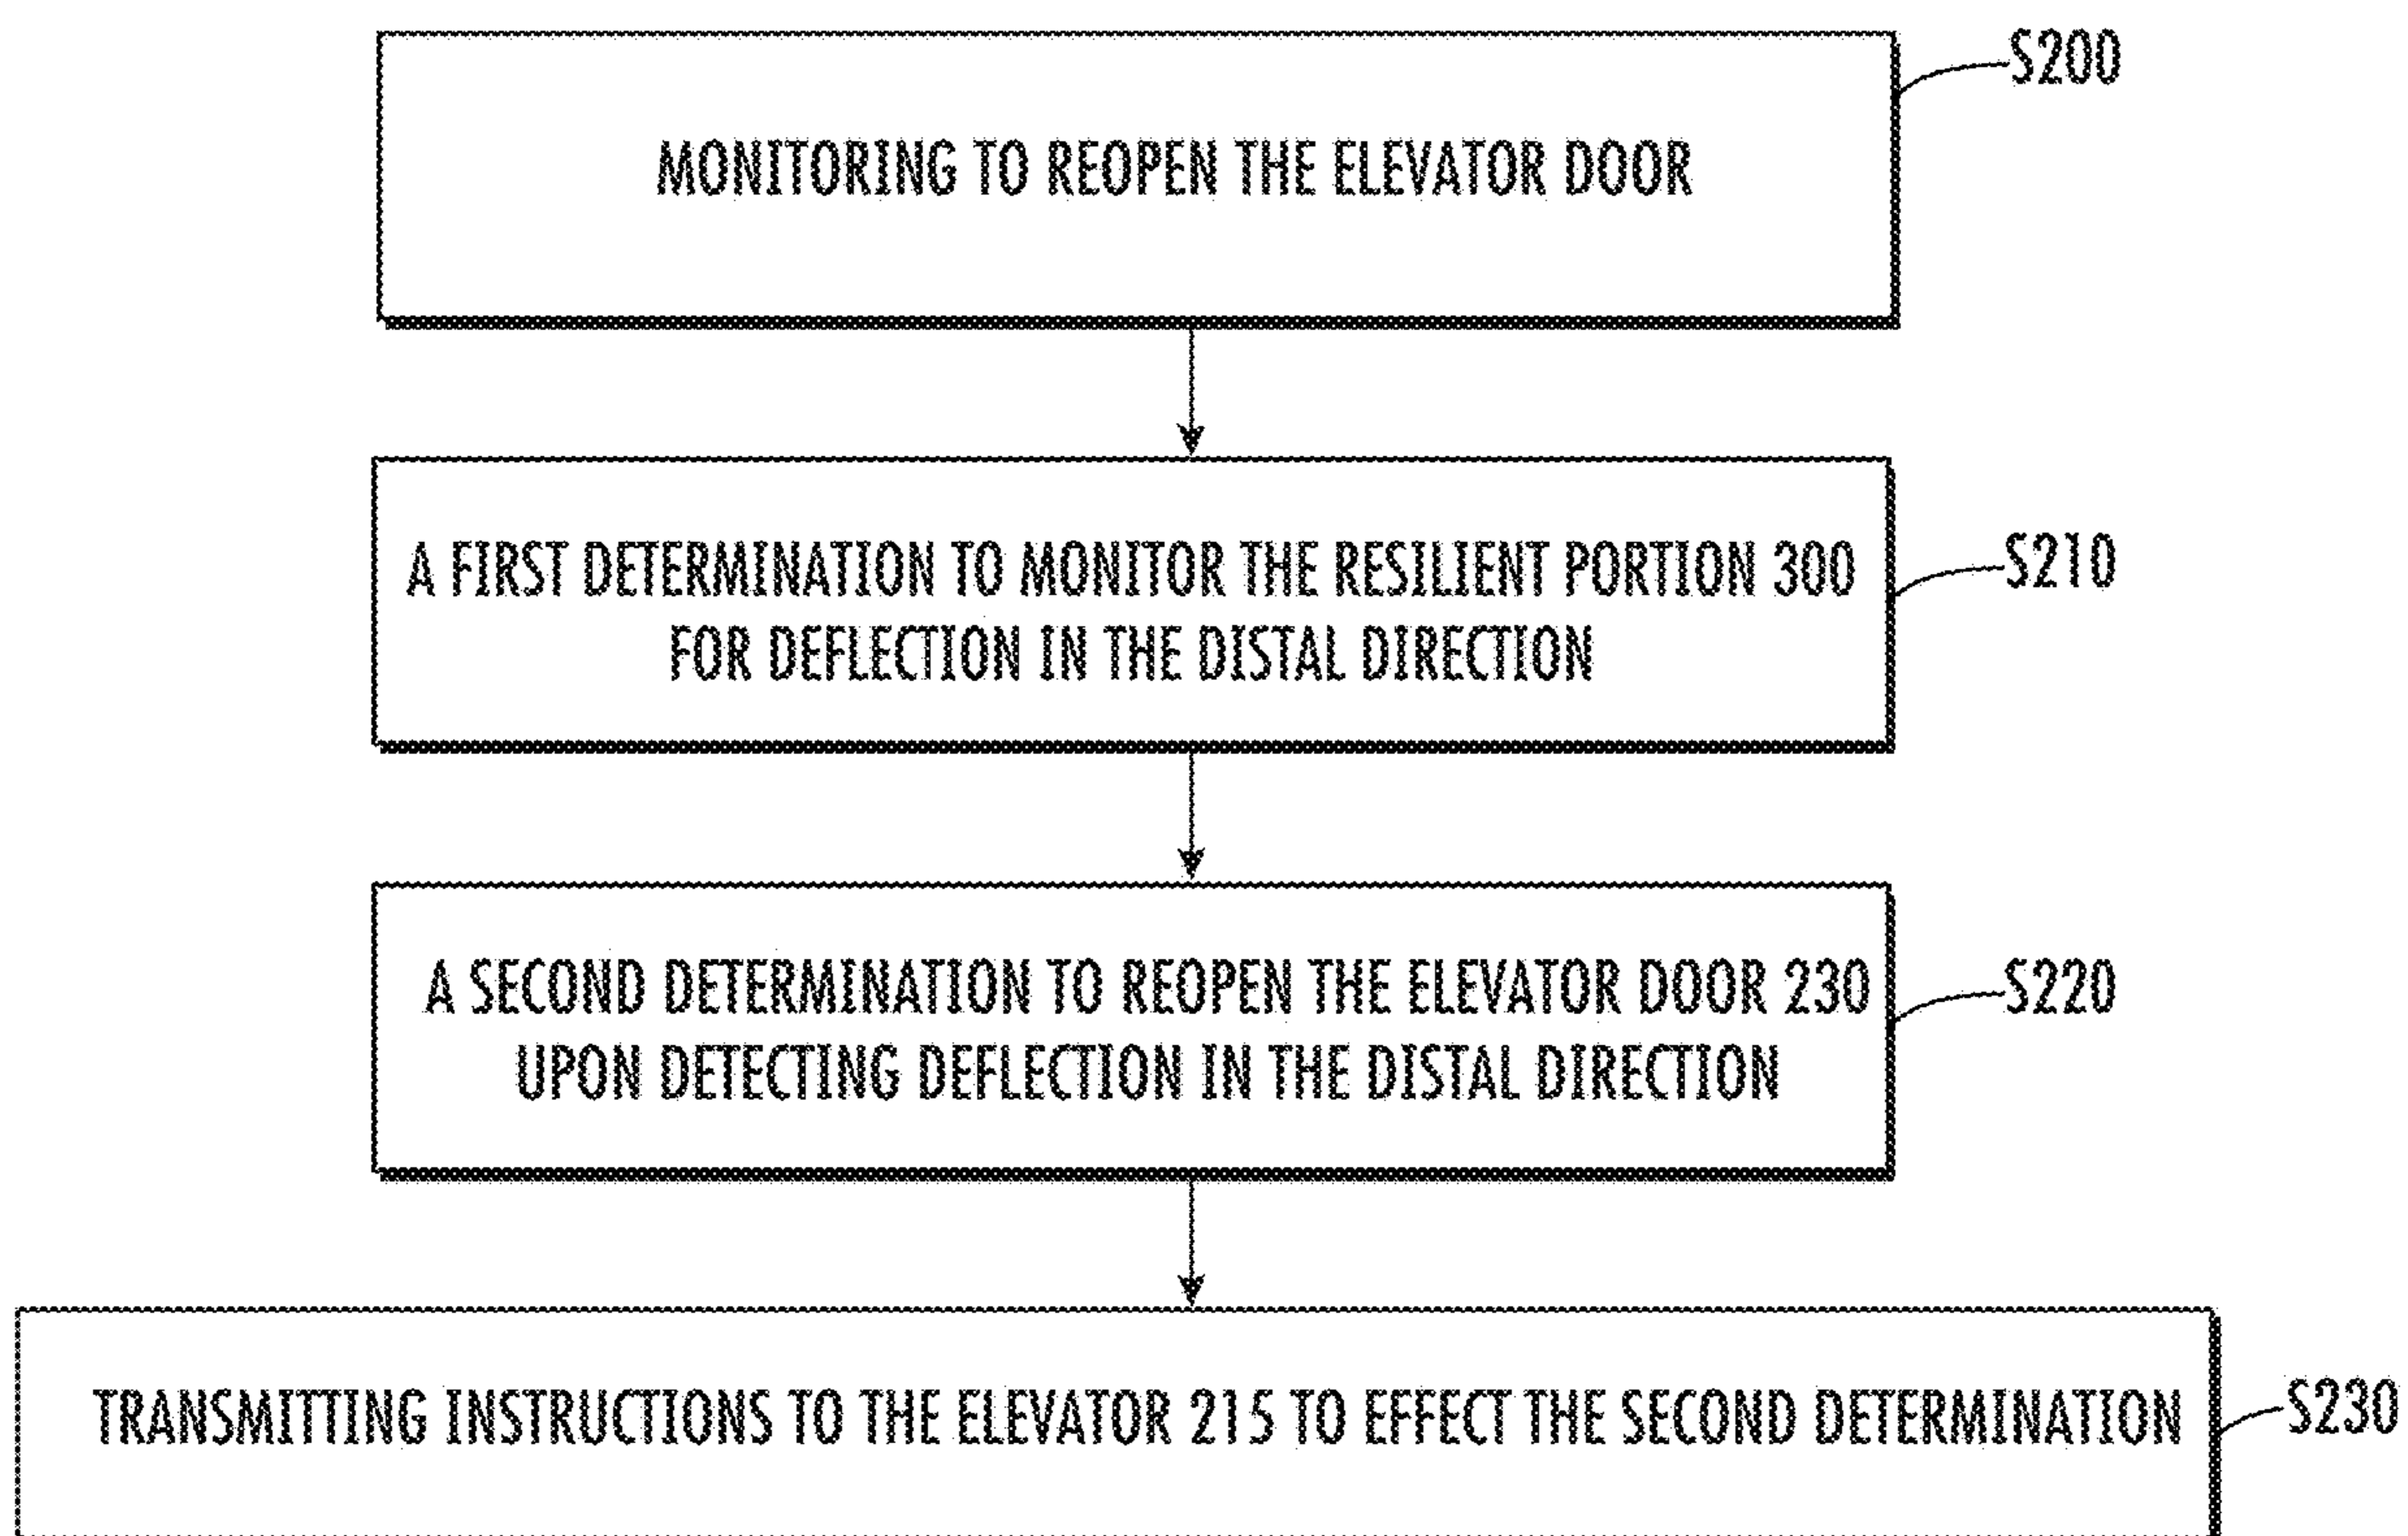 S200
MONITORING TO REOPEN THE ELEVATOR DOOR
A FIRST DETERMINATION TO MONITOR THE RESILIENT PORTION 300
FOR DEFLECTION IN THE DISTAL DIRECTION
S210
A SECOND DETERMINATION TO REOPEN THE ELEVATOR DOOR 230
UPON DETECTING DEFLECTION IN THE DISTAL DIRECTION
S220
TRANSMITTING INSTRUCTIONS TO THE ELEVATOR 215 TO EFFECT THE SECOND DETERMINATION
S230